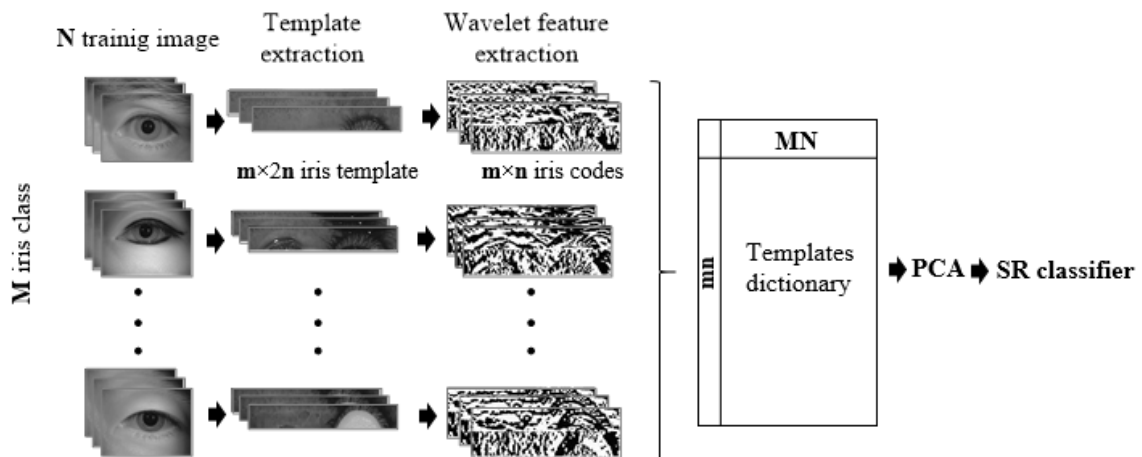 N trainig image
Template
extraction
Wavelet feature
extraction
m×2n iris template
m×n iris codes
M iris class
MN
mn
Templates
dictionary
PCA
SR classifier